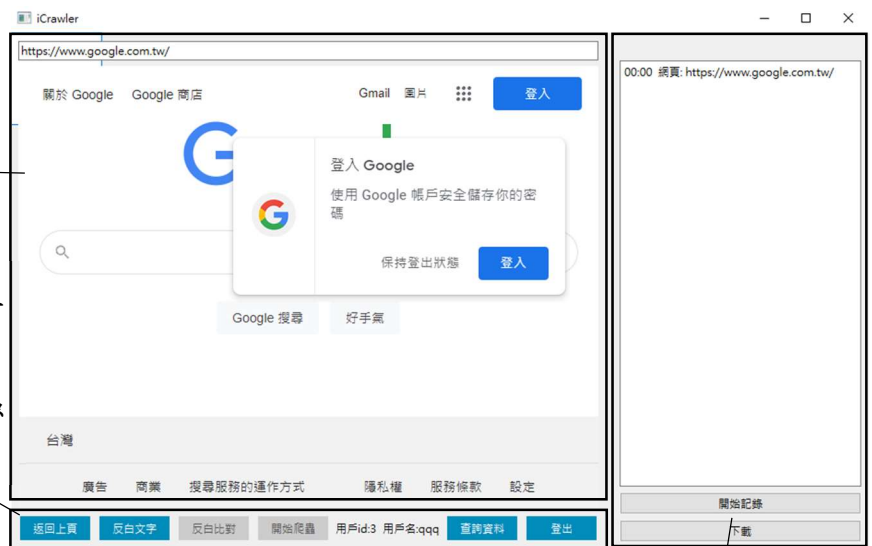 iCrawler
https://www.google.com.tw/
關於 Google Google 商店 Gmail 圖片 登入
登入 Google
使用 Google 帳戶安全儲存你的密
碼
保持登出狀態 登入
Google 搜尋 好手氣
台灣
廣告 商業 搜尋服務的運作方式 隱私權 服務條款 設定
返回上頁 反白文字 反白比對 開始爬蟲 用戶id:3 用戶名:qqq 查詢資料 登出
00:00 網頁: https://www.google.com.tw/
開始記錄
下載